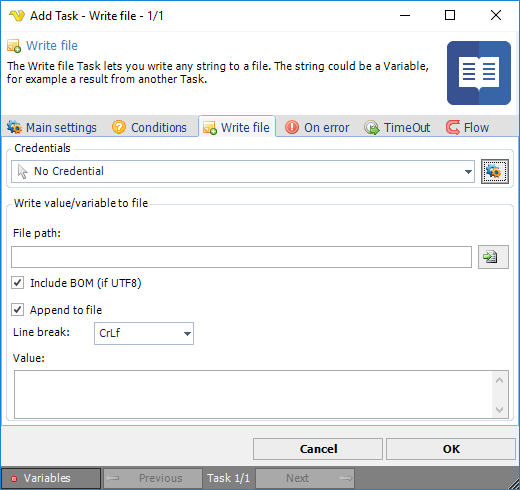 Add Task - Write file - 1/1
Write file
The Write file Task lets you write any string to a file. The string could be a Variable,
for example a result from another Task.
Main settings Conditions Write file On error TimeOut Flow
Credentials
No Credential
Write value/variable to file
File path:
Include BOM (if UTF8)
Append to file
Line break: CrLf
Value:
Cancel OK
Variables Previous Task 1/1 Next